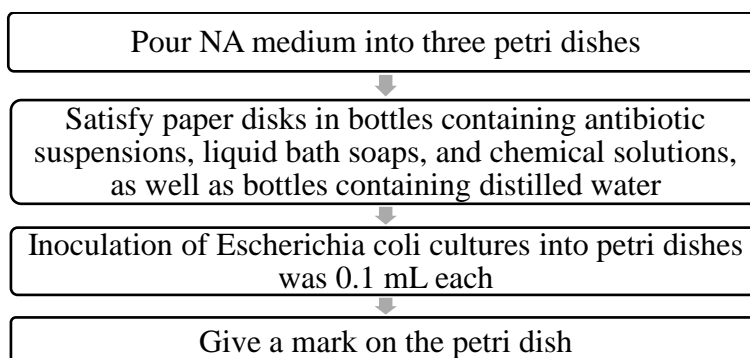 Pour NA medium into three petri dishes
Satisfy paper disks in bottles containing antibiotic
suspensions, liquid bath soaps, and chemical solutions,
as well as bottles containing distilled water
Inoculation of Escherichia coli cultures into petri dishes
was 0.1 mL each
Give a mark on the petri dish